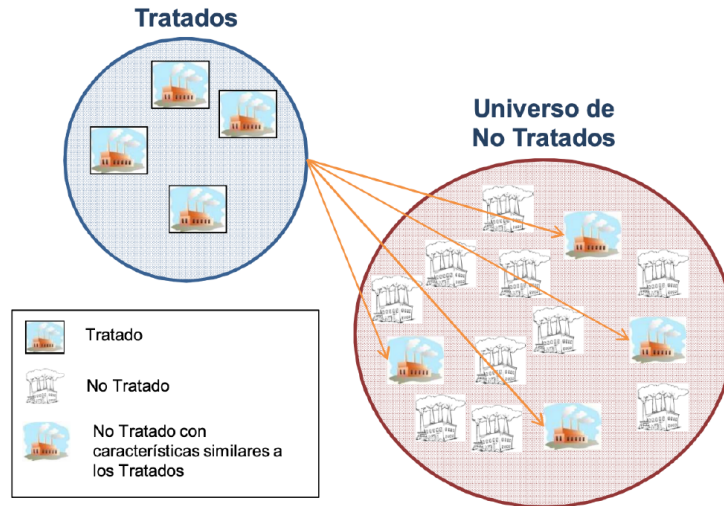 Tratados
Universo de
No Tratados
Tratado
No Tratado
No Tratado con
características similares a
los Tratados